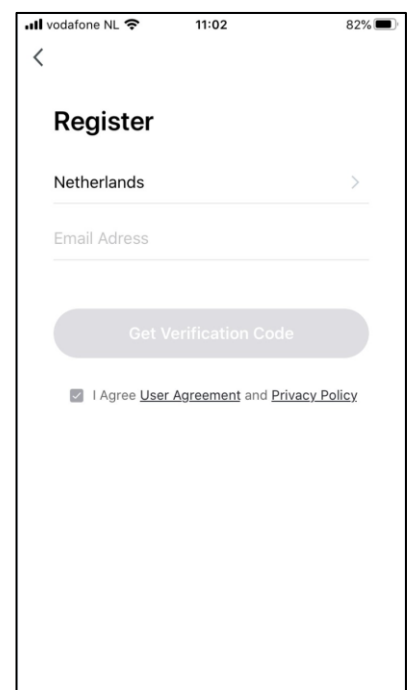 vodafone NL 11:02 82%
Register
Netherlands
Email Adress
Get Verification Code
I Agree User Agreement and Privacy Policy